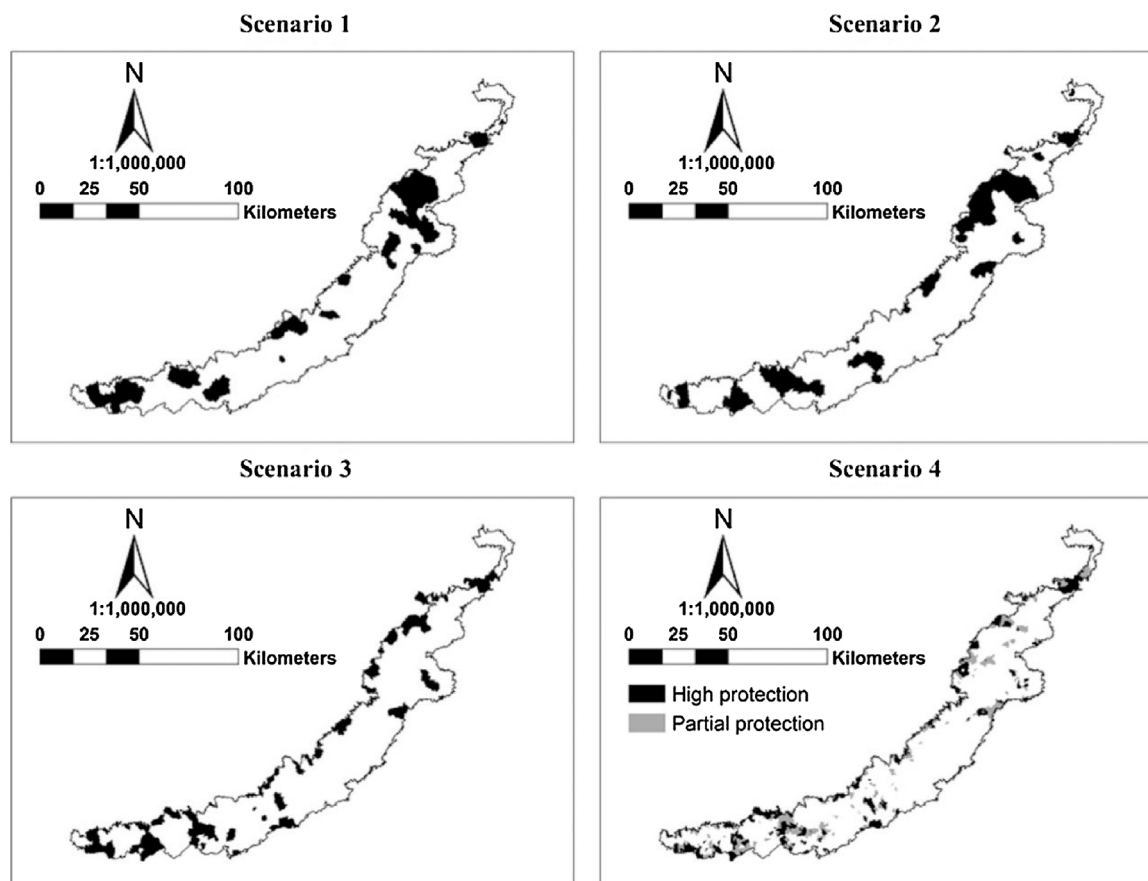 Scenario 1
N
1:1,000,000
0 25 50 100
Kilometers
Scenario 2
N
1:1,000,000
0 25 50 100
Kilometers
Scenario 3
N
1:1,000,000
0 25 50 100
Kilometers
Scenario 4
N
1:1,000,000
0 25 50 100
Kilometers
High protection
Partial protection